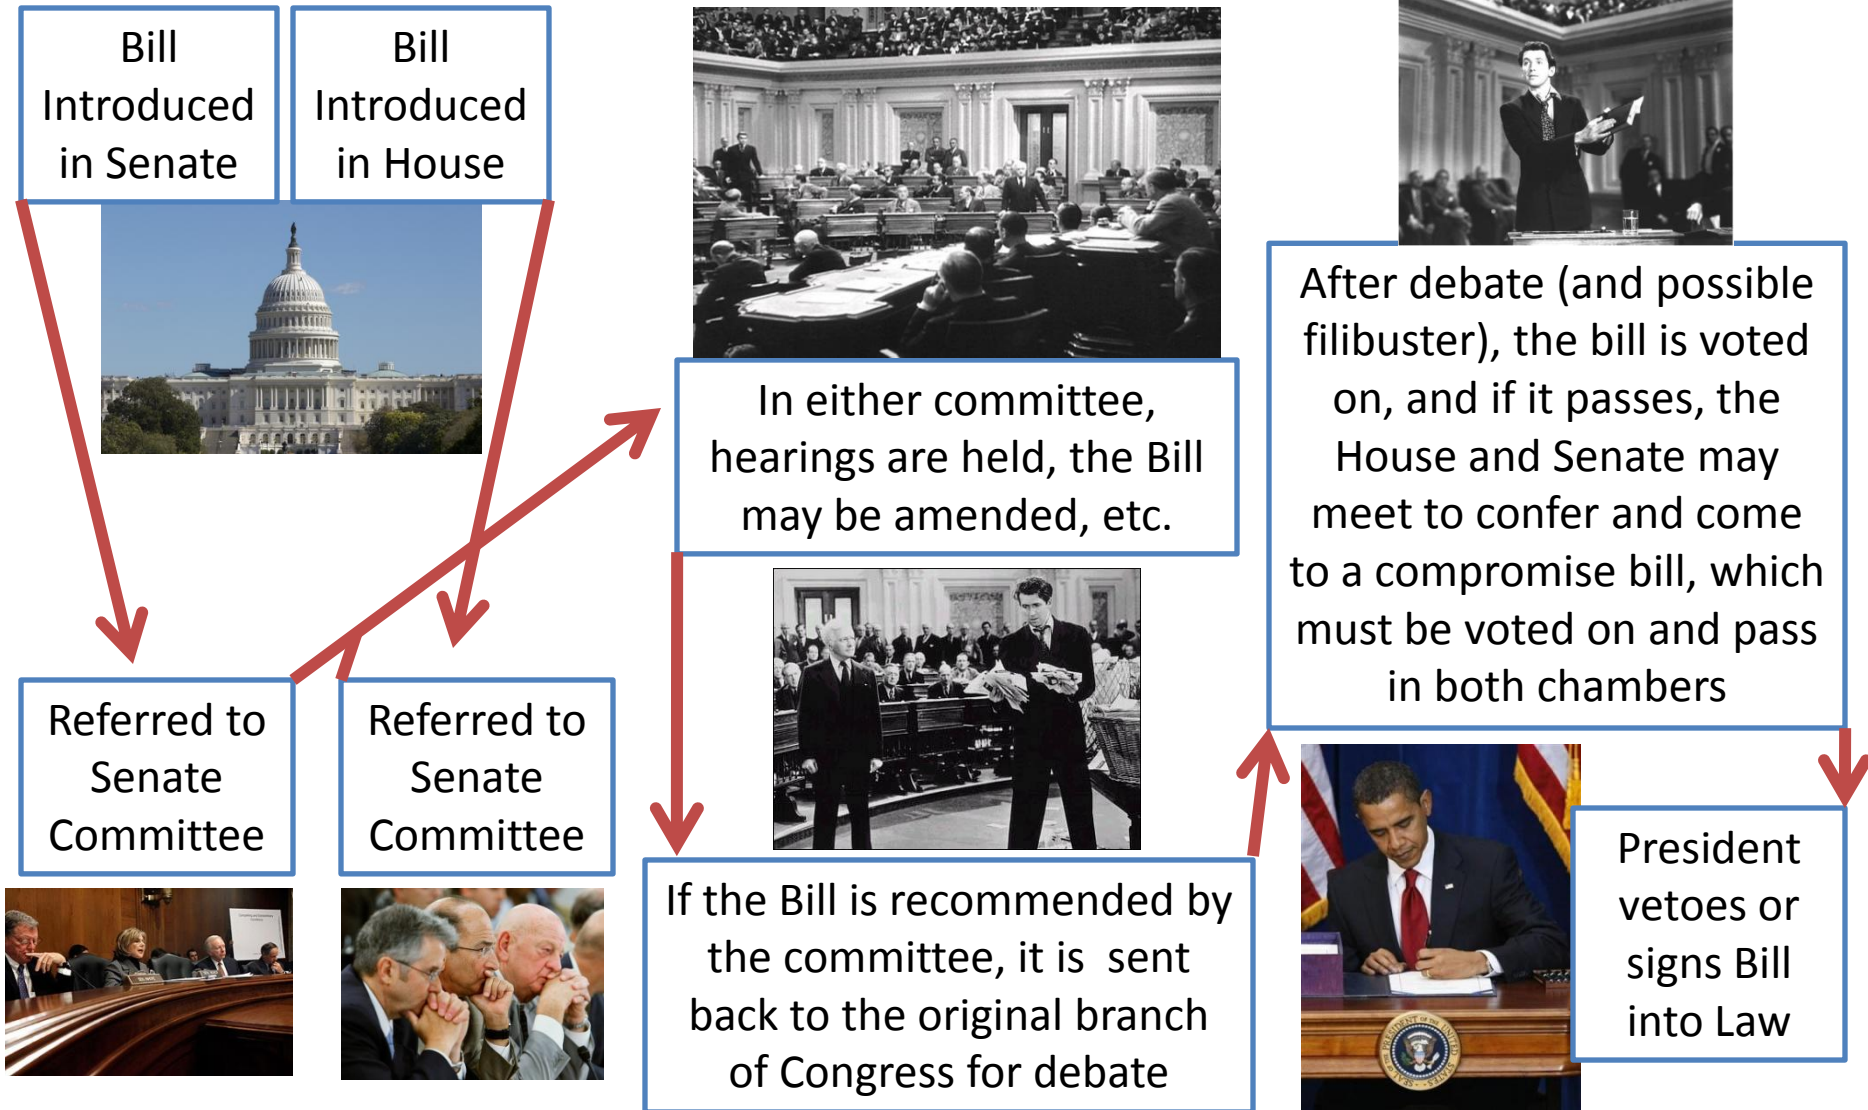 Bill
Introduced
in Senate
Bill
Introduced
in House
Referred to
Senate
Committee
Referred to
Senate
Committee
In either committee,
hearings are held, the Bill
may be amended, etc.
If the Bill is recommended by
the committee, it is  sent
back to the original branch
of Congress for debate
After debate (and possible
filibuster), the bill is voted
on, and if it passes, the
House and Senate may
meet to confer and come
to a compromise bill, which
must be voted on and pass
in both chambers
President
vetoes or
signs Bill
into Law